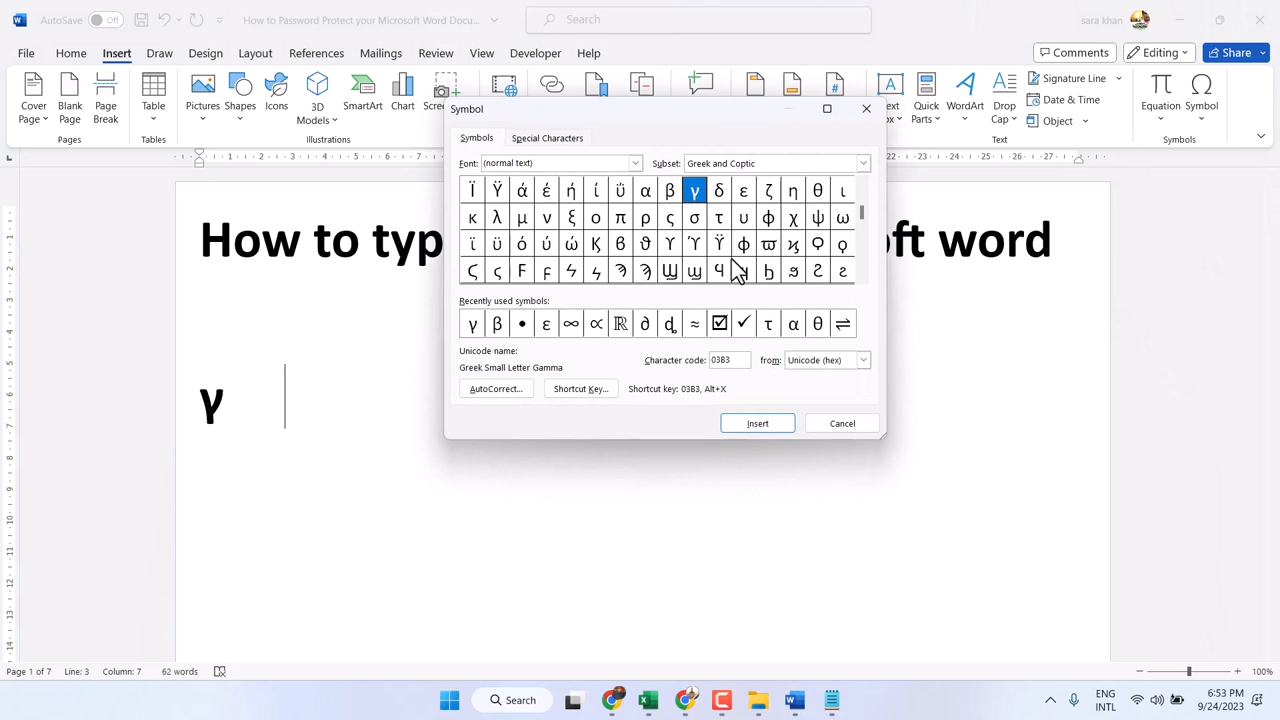 AutoSave Off How to Password Protect your Microsoft Word Docu... Search sara khan
File Home Insert Draw Design Layout References Mailings Review View Developer Help Comments Editing Share
Cover Page Blank Page Page Break Table Pictures Shapes Icons 3D Models SmartArt Chart Quick Parts WordArt Drop Cap Signature Line Date & Time Object Equation Symbol
Pages Tables Illustrations Symbols
Symbol
Symbols Special Characters
Font: (normal text) Subset: Greek and Coptic
Ϊ Ϋ ά έ ή ί ΰ α β γ δ ε ζ η θ ι
κ λ μ ν ξ ο π ρ ς σ τ υ φ χ ψ ω
ϊ ϋ ό ύ ώ Ϗ ϐ ϑ ϒ ϓ ϔ ϕ ϖ ϗ Ϙ ϙ
Ϛ ϛ Ϝ ϝ Ϟ ϟ Ϡ ϡ Ϣ ϣ Ϥ ϥ Ϧ ϧ Ϩ ϩ
Recently used symbols:
γ β • ε ∞ ∝ ℝ ∂ ȡ ≈ ☑ ✓ τ α θ ⇌
Unicode name:
Greek Small Letter Gamma
Character code: 03B3 from: Unicode (hex)
AutoCorrect... Shortcut Key... Shortcut key: 03B3, Alt+X
Insert Cancel
How to typ oft word
γ
Page 1 of 7 Line: 3 Column: 7 62 words 100%
Search ENG INTL 6:53 PM 9/24/2023